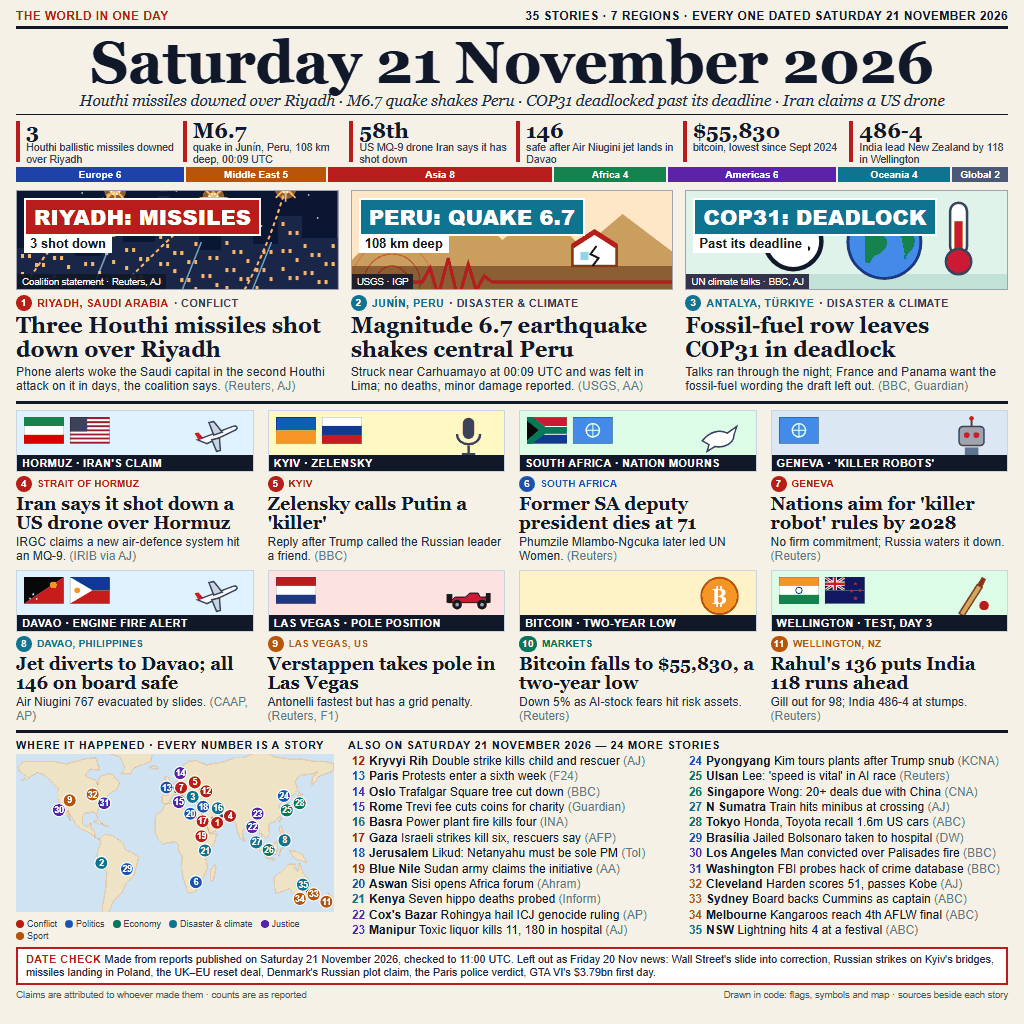 THE WORLD IN ONE DAY
35 STORIES · 7 REGIONS · EVERY ONE DATED SATURDAY 21 NOVEMBER 2026
Saturday 21 November 2026
Houthi missiles downed over Riyadh · M6.7 quake shakes Peru · COP31 deadlocked past its deadline · Iran claims a US drone
3
Houthi ballistic missiles downed
over Riyadh
M6.7
quake in Junín, Peru, 108 km
deep, 00:09 UTC
58th
US MQ-9 drone Iran says it has
shot down
146
safe after Air Niugini jet lands in
Davao
$55,830
bitcoin, lowest since Sept 2024
486-4
India lead New Zealand by 118
in Wellington
Europe 6
Middle East 5
Asia 8
Africa 4
Americas 6
Oceania 4
Global 2
RIYADH: MISSILES
3 shot down
Coalition statement · Reuters, AJ
1 RIYADH, SAUDI ARABIA · CONFLICT
Three Houthi missiles shot
down over Riyadh
Phone alerts woke the Saudi capital in the second Houthi
attack on it in days, the coalition says. (Reuters, AJ)
PERU: QUAKE 6.7
108 km deep
USGS · IGP
2 JUNÍN, PERU · DISASTER & CLIMATE
Magnitude 6.7 earthquake
shakes central Peru
Struck near Carhuamayo at 00:09 UTC and was felt in
Lima; no deaths, minor damage reported. (USGS, AA)
COP31: DEADLOCK
Past its deadline
UN climate talks · BBC, AJ
3 ANTALYA, TÜRKIYE · DISASTER & CLIMATE
Fossil-fuel row leaves
COP31 in deadlock
Talks ran through the night; France and Panama want the
fossil-fuel wording the draft left out. (BBC, Guardian)
HORMUZ · IRAN'S CLAIM
4 STRAIT OF HORMUZ
Iran says it shot down a
US drone over Hormuz
IRGC claims a new air-defence system hit
an MQ-9. (IRIB via AJ)
KYIV · ZELENSKY
5 KYIV
Zelensky calls Putin a
'killer'
Reply after Trump called the Russian leader
a friend. (BBC)
SOUTH AFRICA · NATION MOURNS
6 SOUTH AFRICA
Former SA deputy
president dies at 71
Phumzile Mlambo-Ngcuka later led UN
Women. (Reuters)
GENEVA · 'KILLER ROBOTS'
7 GENEVA
Nations aim for 'killer
robot' rules by 2028
No firm commitment; Russia waters it down.
(Reuters)
DAVAO · ENGINE FIRE ALERT
8 DAVAO, PHILIPPINES
Jet diverts to Davao; all
146 on board safe
Air Niugini 767 evacuated by slides. (CAAP,
AP)
LAS VEGAS · POLE POSITION
9 LAS VEGAS, US
Verstappen takes pole in
Las Vegas
Antonelli fastest but has a grid penalty.
(Reuters, F1)
BITCOIN · TWO-YEAR LOW
10 MARKETS
Bitcoin falls to $55,830, a
two-year low
Down 5% as AI-stock fears hit risk assets.
(Reuters)
WELLINGTON · TEST, DAY 3
11 WELLINGTON, NZ
Rahul's 136 puts India
118 runs ahead
Gill out for 98; India 486-4 at stumps.
(Reuters)
WHERE IT HAPPENED · EVERY NUMBER IS A STORY
Conflict Politics Economy Disaster & climate Justice
Sport
ALSO ON SATURDAY 21 NOVEMBER 2026 — 24 MORE STORIES
12 Kryvyi Rih Double strike kills child and rescuer (AJ)
13 Paris Protests enter a sixth week (F24)
14 Oslo Trafalgar Square tree cut down (BBC)
15 Rome Trevi fee cuts coins for charity (Guardian)
16 Basra Power plant fire kills four (INA)
17 Gaza Israeli strikes kill six, rescuers say (AFP)
18 Jerusalem Likud: Netanyahu must be sole PM (ToI)
19 Blue Nile Sudan army claims the initiative (AA)
20 Aswan Sisi opens Africa forum (Ahram)
21 Kenya Seven hippo deaths probed (Inform)
22 Cox's Bazar Rohingya hail ICJ genocide ruling (AP)
23 Manipur Toxic liquor kills 11, 180 in hospital (AJ)
24 Pyongyang Kim tours plants after Trump snub (KCNA)
25 Ulsan Lee: 'speed is vital' in AI race (Reuters)
26 Singapore Wong: 20+ deals due with China (CNA)
27 N Sumatra Train hits minibus at crossing (AJ)
28 Tokyo Honda, Toyota recall 1.6m US cars (ABC)
29 Brasília Jailed Bolsonaro taken to hospital (DW)
30 Los Angeles Man convicted over Palisades fire (BBC)
31 Washington FBI probes hack of crime database (BBC)
32 Cleveland Harden scores 51, passes Kobe (AJ)
33 Sydney Board backs Cummins as captain (ABC)
34 Melbourne Kangaroos reach 4th AFLW final (ABC)
35 NSW Lightning hits 4 at a festival (ABC)
DATE CHECK Made from reports published on Saturday 21 November 2026, checked to 11:00 UTC. Left out as Friday 20 Nov news: Wall Street's slide into correction, Russian strikes on Kyiv's bridges,
missiles landing in Poland, the UK–EU reset deal, Denmark's Russian plot claim, the Paris police verdict, GTA VI's $3.79bn first day.
Claims are attributed to whoever made them · counts are as reported
Drawn in code: flags, symbols and map · sources beside each story